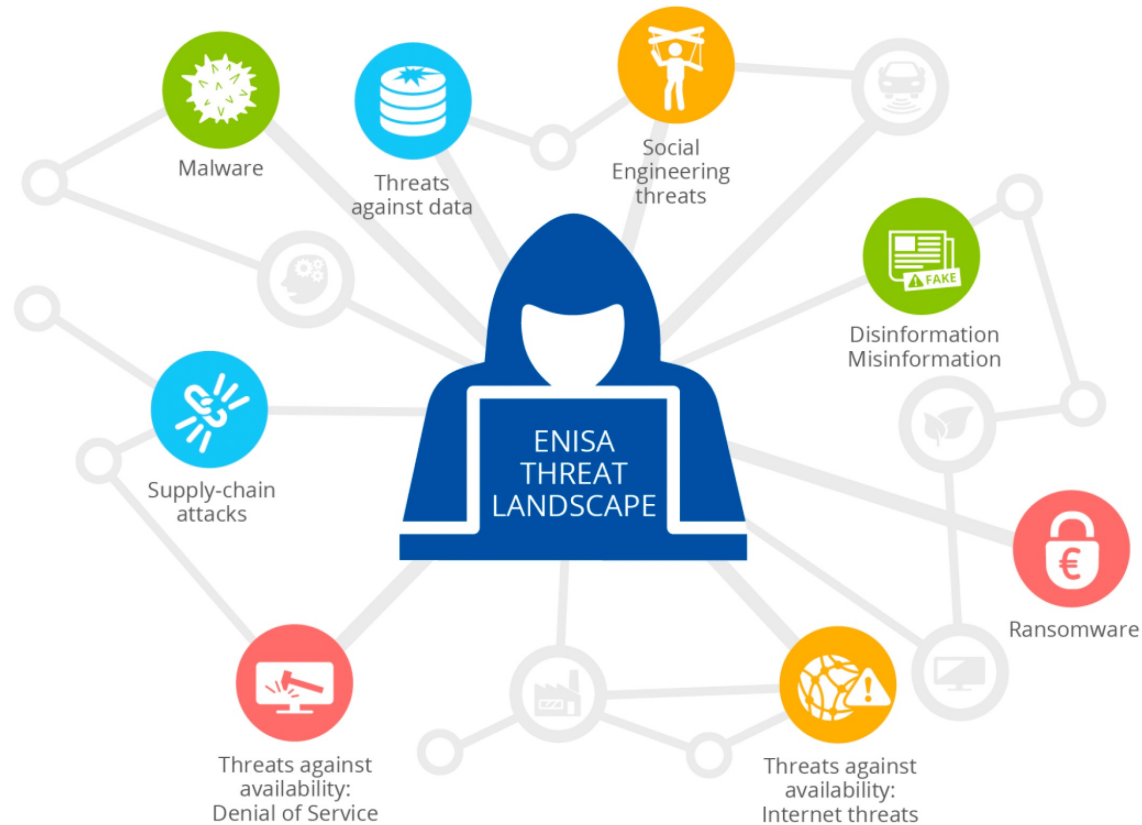 Malware
Threats
against data
Social
Engineering
threats
FAKE
Disinformation
Misinformation
ENISA
THREAT
LANDSCAPE
Supply-chain
attacks
€
Ransomware
Threats against
availability:
Denial of Service
!
Threats against
availability:
Internet threats